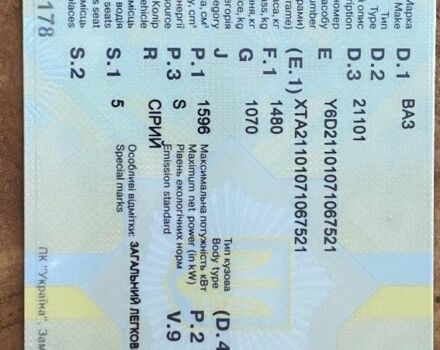 Марка Make D.1 ВАЗ
Тип Type D.2 21101
D.3
E Y6D21101071067521
(E.1) XTA21101071067521
F.1 1480
G 1070
J Тип кузова Body type (D.4
P.1 1596 Максимальна потужність кВт Maximum net power (in kW) P.2
P.3 S Рівень екологічних норм Emission standard V.9
R СІРИЙ
S.1 5 Особливі відмітки: ЗАГАЛЬНИЙ ЛЕГКОВ
Special marks
S.2
178
ПК "Україна". Зам